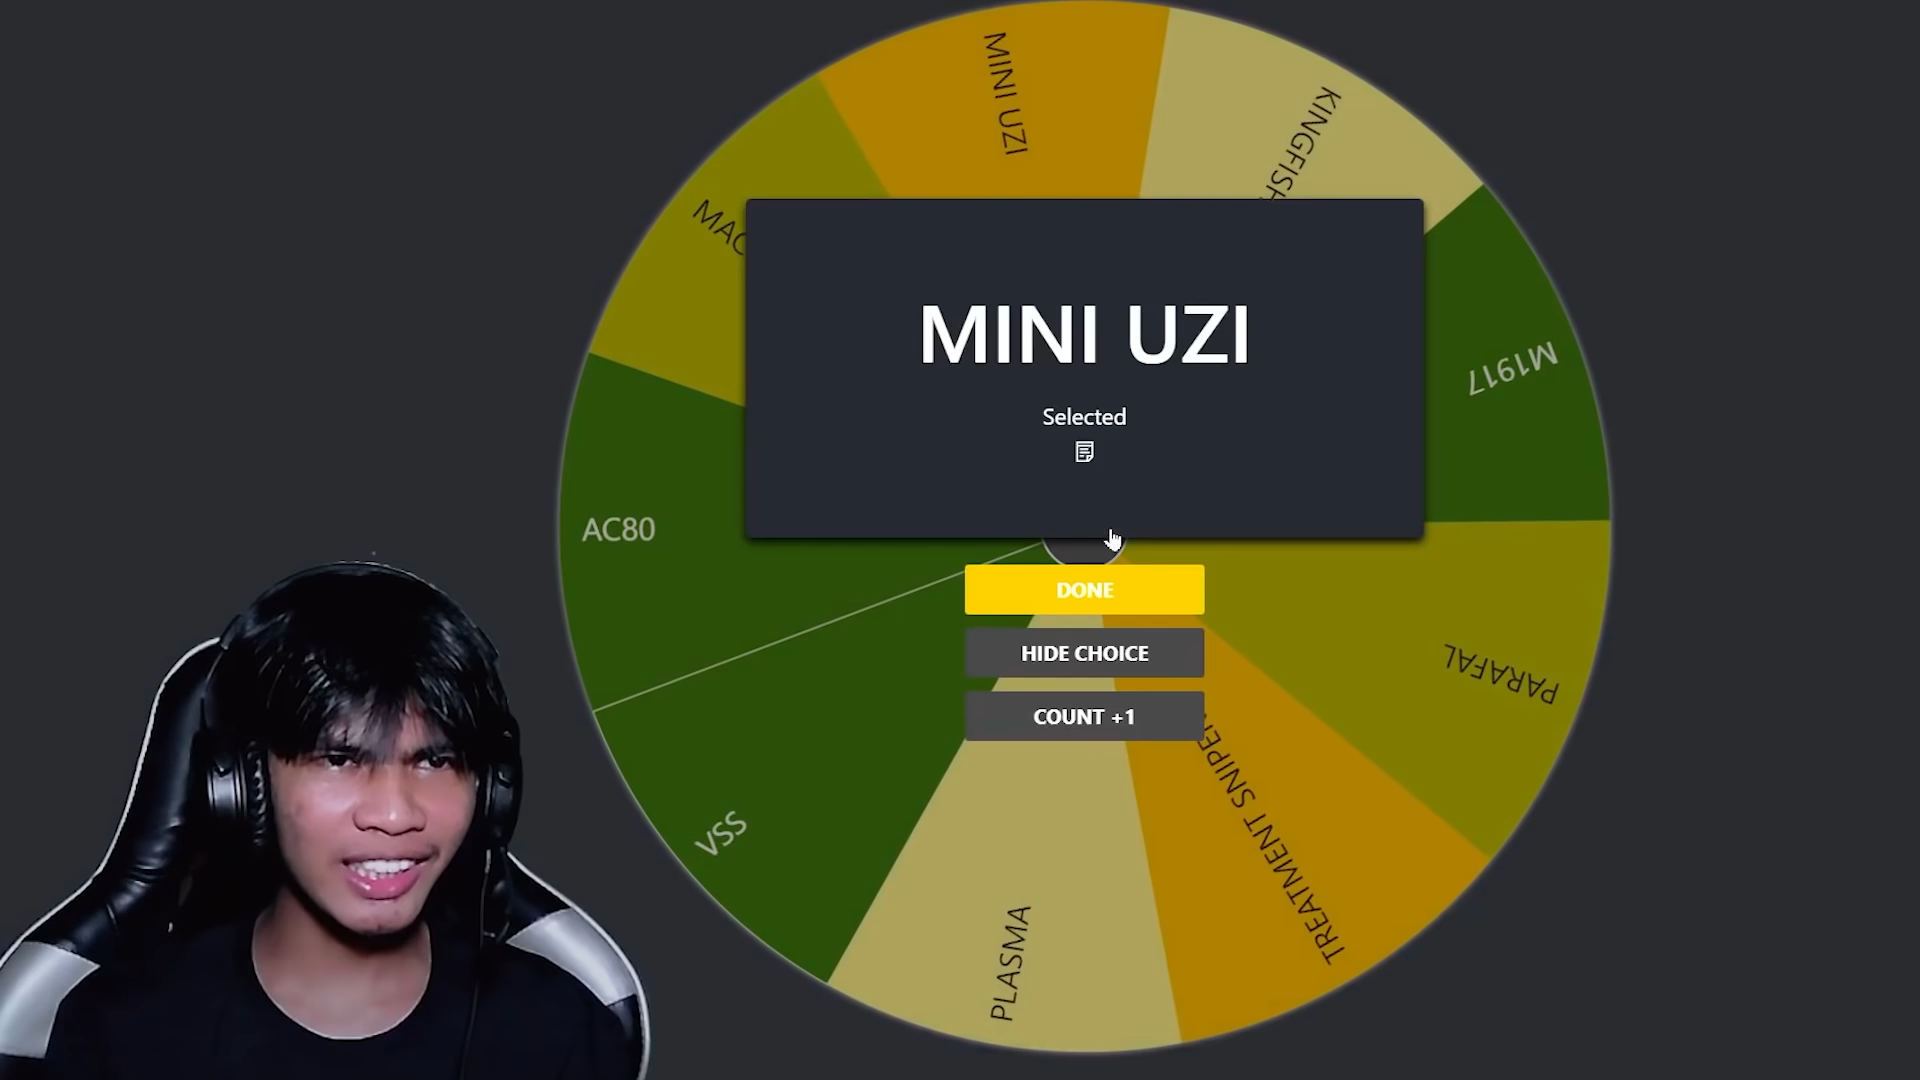 MINI UZI
KINGFISH
MAC
MINI UZI
Selected
M1917
AC80
DONE
HIDE CHOICE
PARAFAL
COUNT +1
TREATMENT SNIPER
VSS
PLASMA